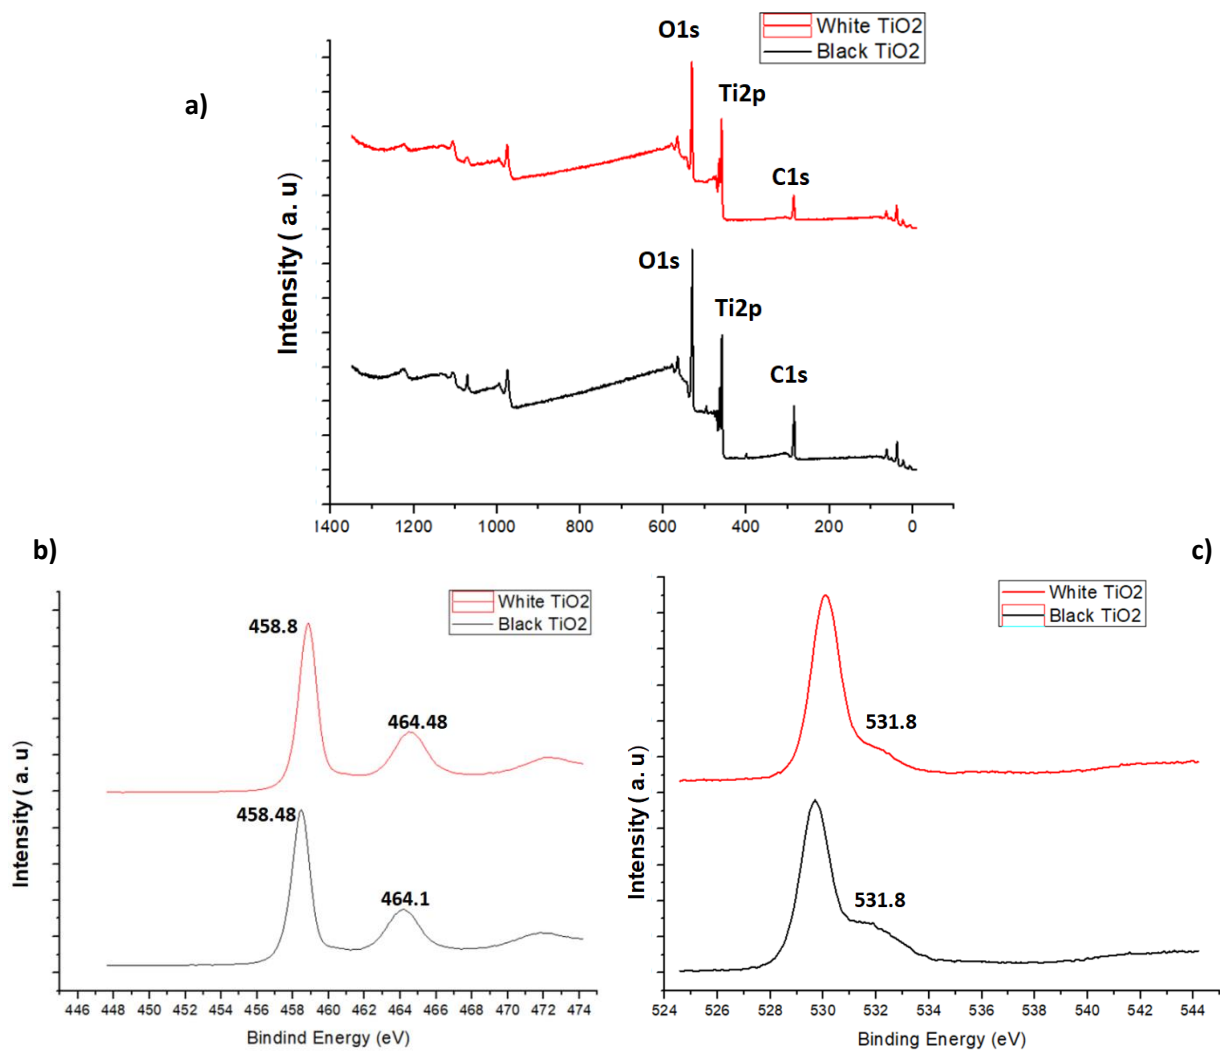 O1s
White TiO2
Black TiO2
a)
Ti2p
C1s
Intensity ( a. u)
O1s
Ti2p
C1s
1400 1200 1000 800 600 400 200 0
b)
White TiO2
Black TiO2
458.8
464.48
458.48
464.1
Intensity ( a. u)
446 448 450 452 454 456 458 460 462 464 466 468 470 472 474
Bindind Energy (eV)
c)
White TiO2
Black TiO2
531.8
531.8
Intensity ( a. u)
524 526 528 530 532 534 536 538 540 542 544
Binding Energy (eV)